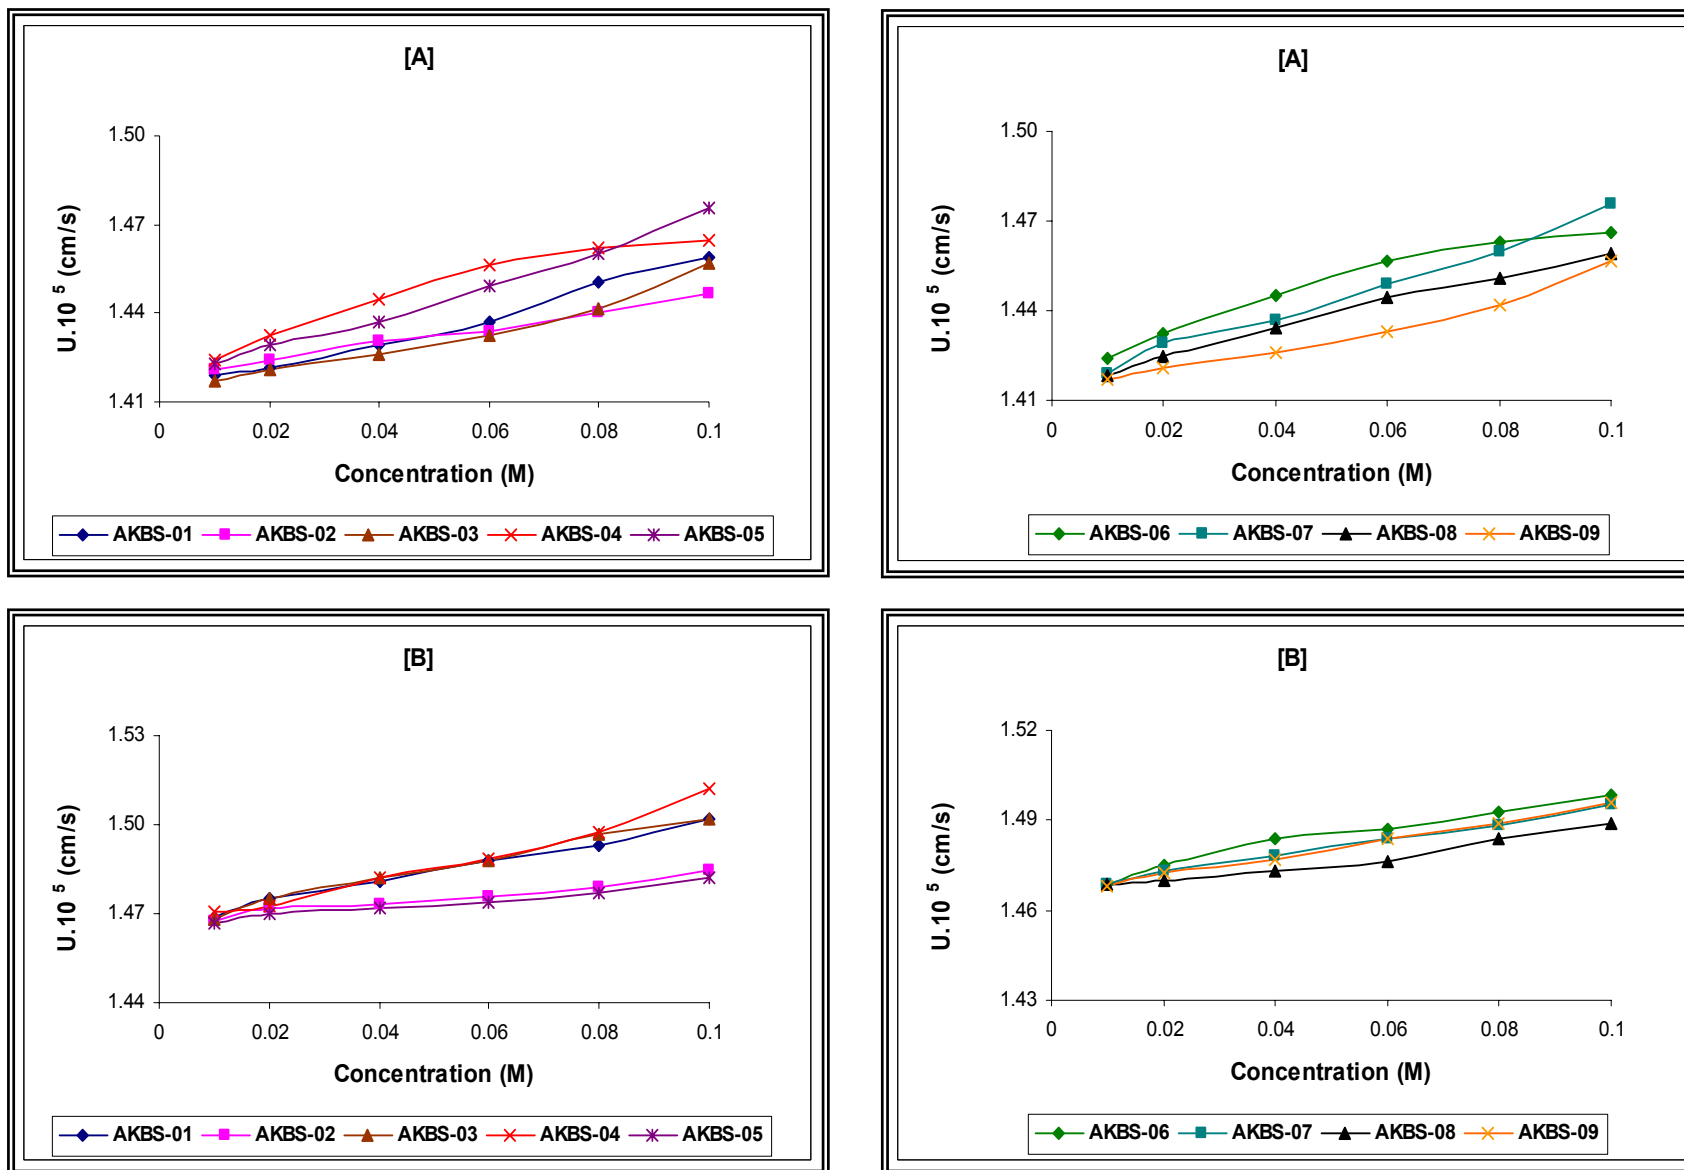 [A]
1.50
1.47
1.44
1.41
U.10 5 (cm/s)
0 0.02 0.04 0.06 0.08 0.1
Concentration (M)
AKBS-01 AKBS-02 AKBS-03 AKBS-04 AKBS-05
[A]
1.50
1.47
1.44
1.41
U.10 5 (cm/s)
0 0.02 0.04 0.06 0.08 0.1
Concentration (M)
AKBS-06 AKBS-07 AKBS-08 AKBS-09
[B]
1.53
1.50
1.47
1.44
U.10 5 (cm/s)
0 0.02 0.04 0.06 0.08 0.1
Concentration (M)
AKBS-01 AKBS-02 AKBS-03 AKBS-04 AKBS-05
[B]
1.52
1.49
1.46
1.43
U.10 5 (cm/s)
0 0.02 0.04 0.06 0.08 0.1
Concentration (M)
AKBS-06 AKBS-07 AKBS-08 AKBS-09